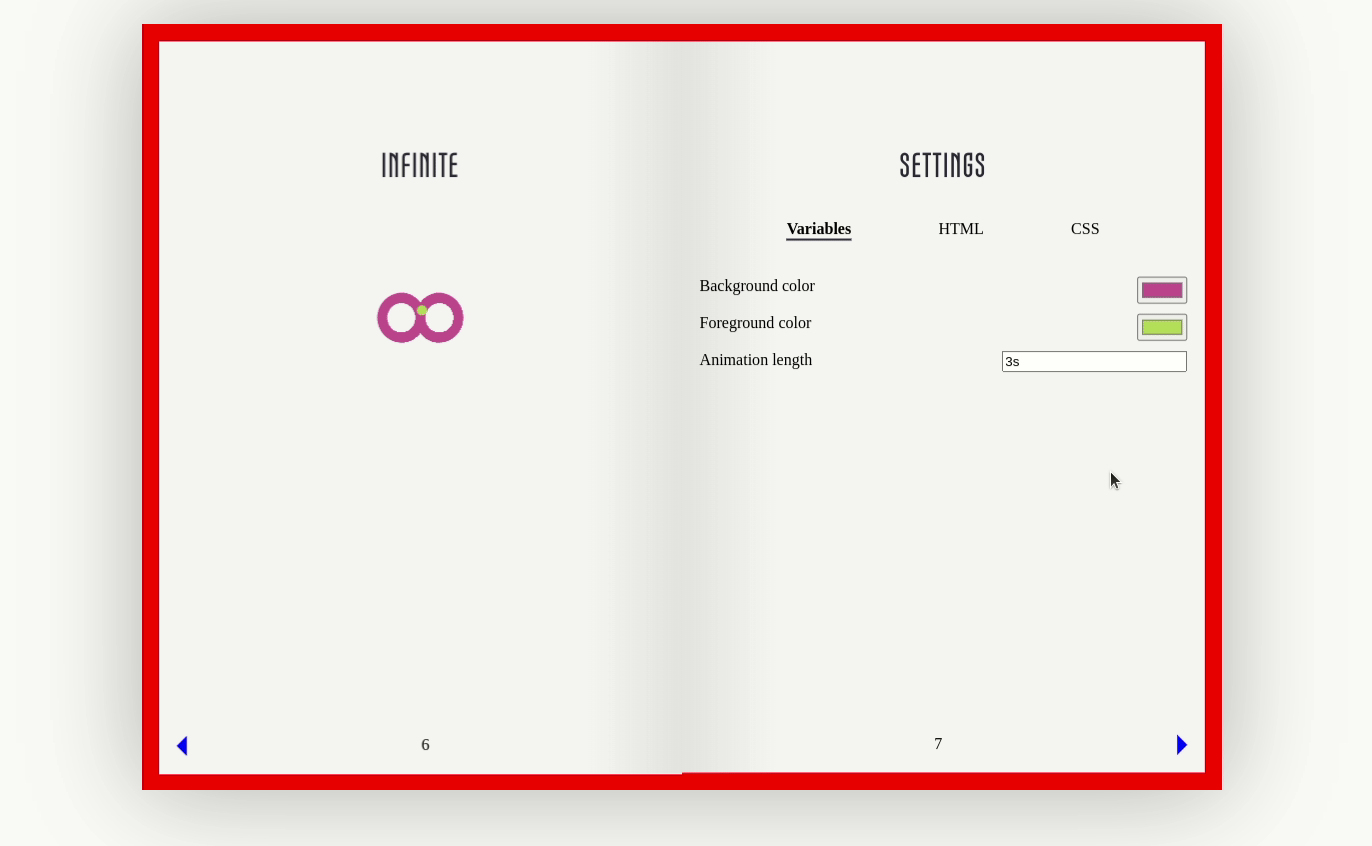 INFINITE
6
SETTINGS
Variables HTML CSS
Background color
Foreground color
Animation length 3s
7